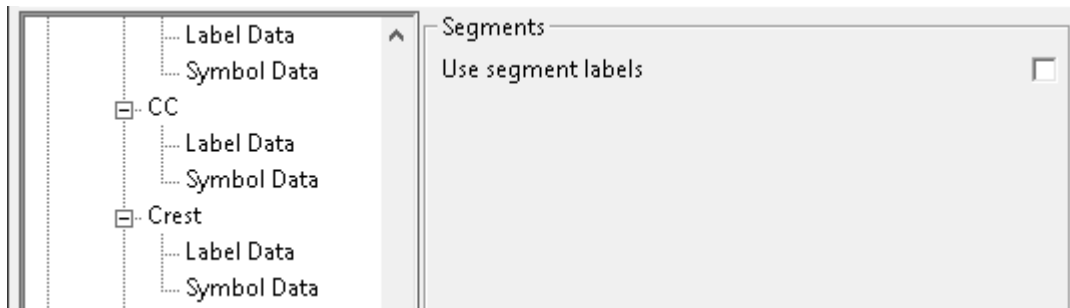 Label Data
Symbol Data
CC
Label Data
Symbol Data
Crest
Label Data
Symbol Data
Segments
Use segment labels